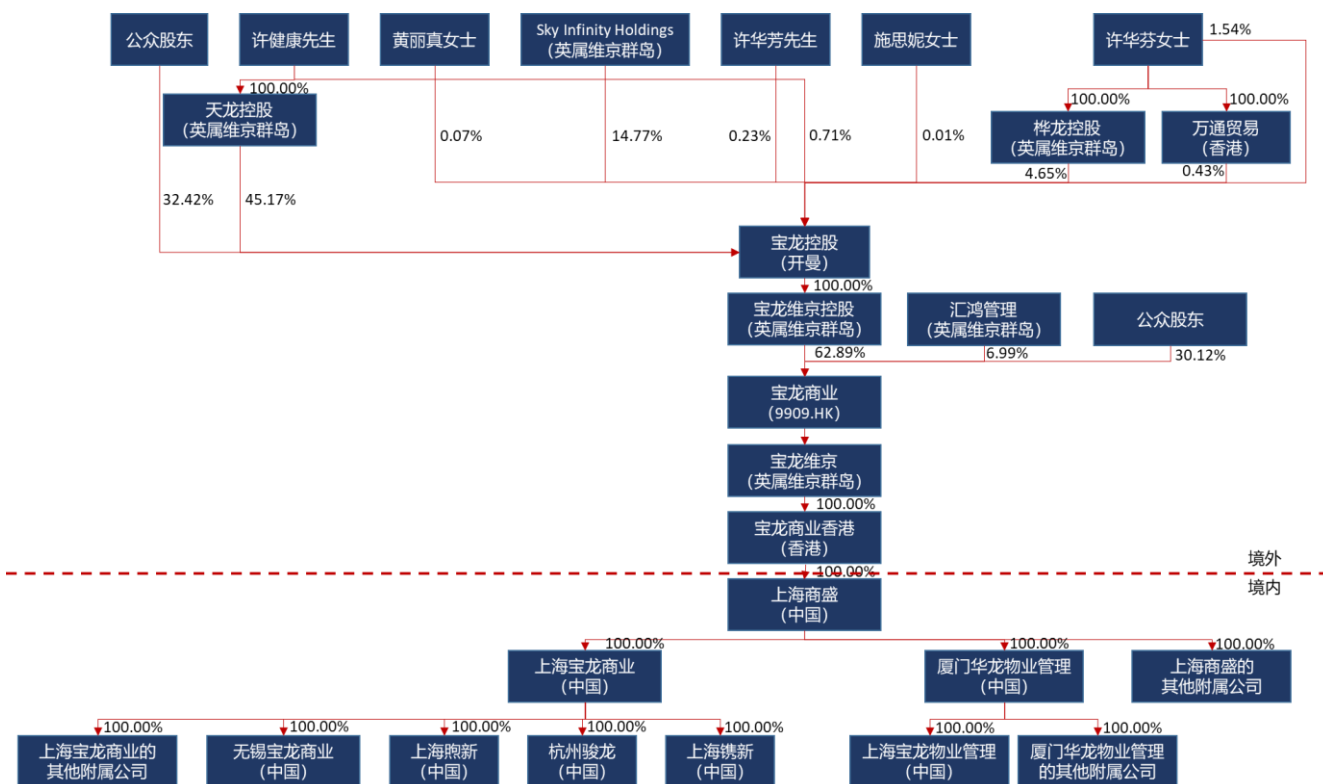 公众股东
许健康先生
黄丽真女士
Sky Infinity Holdings
(英属维京群岛)
许华芳先生
施思妮女士
许华芬女士
1.54%
100.00%
100.00%
100.00%
天龙控股
(英属维京群岛)
桦龙控股
(英属维京群岛)
万通贸易
(香港)
0.07%
14.77%
0.23%
0.71%
0.01%
4.65%
0.43%
32.42%
45.17%
宝龙控股
(开曼)
100.00%
宝龙维京控股
(英属维京群岛)
汇鸿管理
(英属维京群岛)
公众股东
62.89%
6.99%
30.12%
宝龙商业
(9909.HK)
宝龙维京
(英属维京群岛)
100.00%
宝龙商业香港
(香港)
境外
100.00%
境内
上海商盛
(中国)
100.00%
100.00%
100.00%
上海宝龙商业
(中国)
厦门华龙物业管理
(中国)
上海商盛的
其他附属公司
100.00%
100.00%
100.00%
100.00%
100.00%
100.00%
100.00%
上海宝龙商业的
其他附属公司
无锡宝龙商业
(中国)
上海煦新
(中国)
杭州骏龙
(中国)
上海镌新
(中国)
上海宝龙物业管理
(中国)
厦门华龙物业管理
的其他附属公司